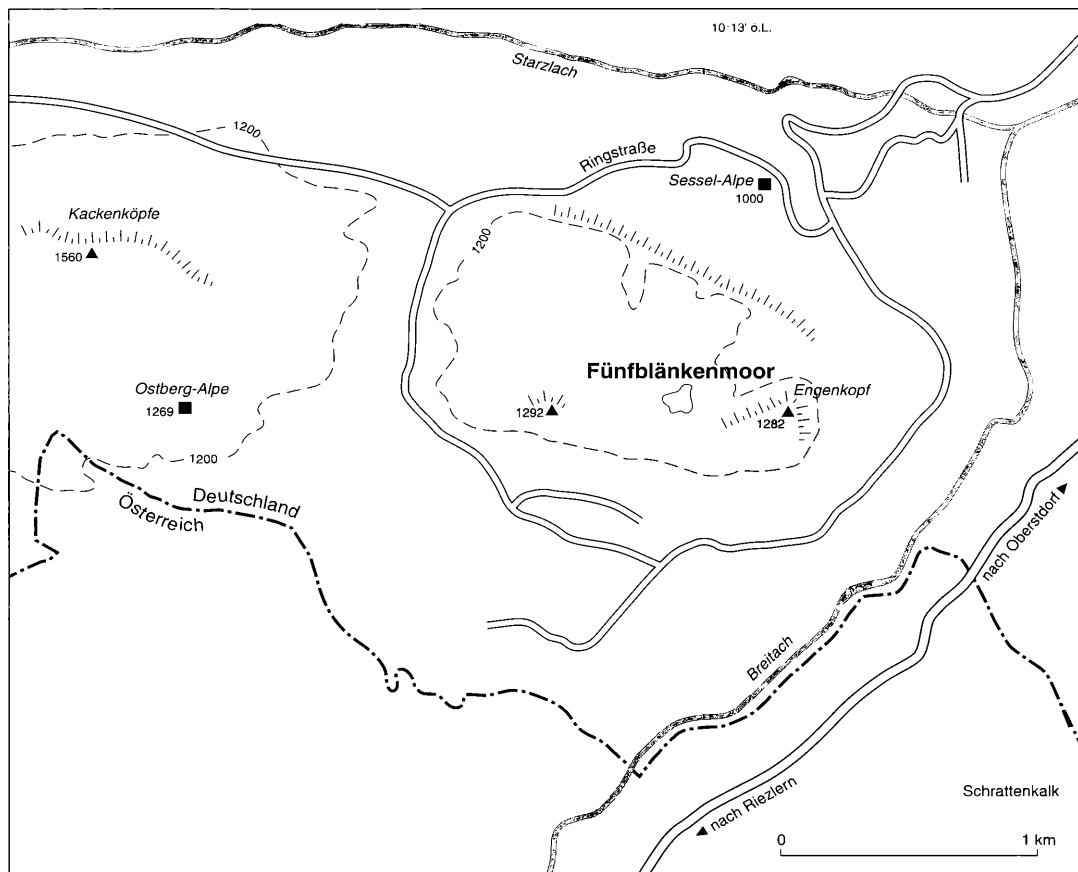 10-13' ö.L.
Starzlach
1200
Ringstraße
Sessel-Alpe
1000
Kackenköpfe
1560
1200
Fünfblänkenmoor
Ostberg-Alpe
1269
1292
Engenkopf
1282
1200
Deutschland
Österreich
nach Oberstdorf
Breitach
nach Riezlern
Schrattenkalk
0 1 km